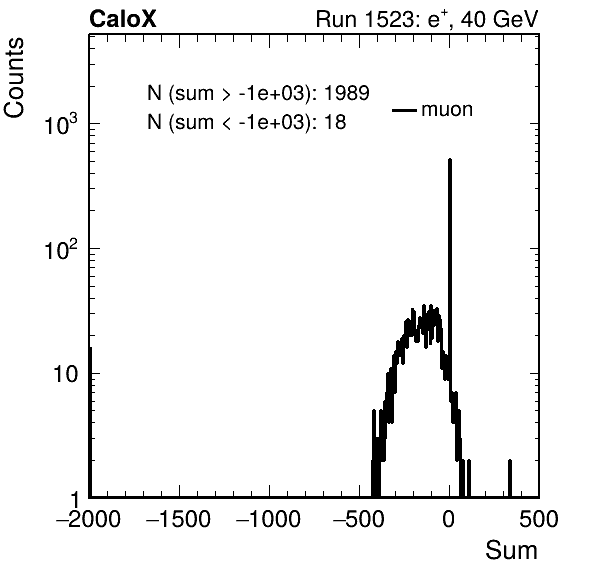 CaloX Run 1523: e+, 40 GeV
Counts
N (sum > -1e+03): 1989
N (sum < -1e+03): 18
muon
10³
10²
10
1
−2000 −1500 −1000 −500 0 500
Sum